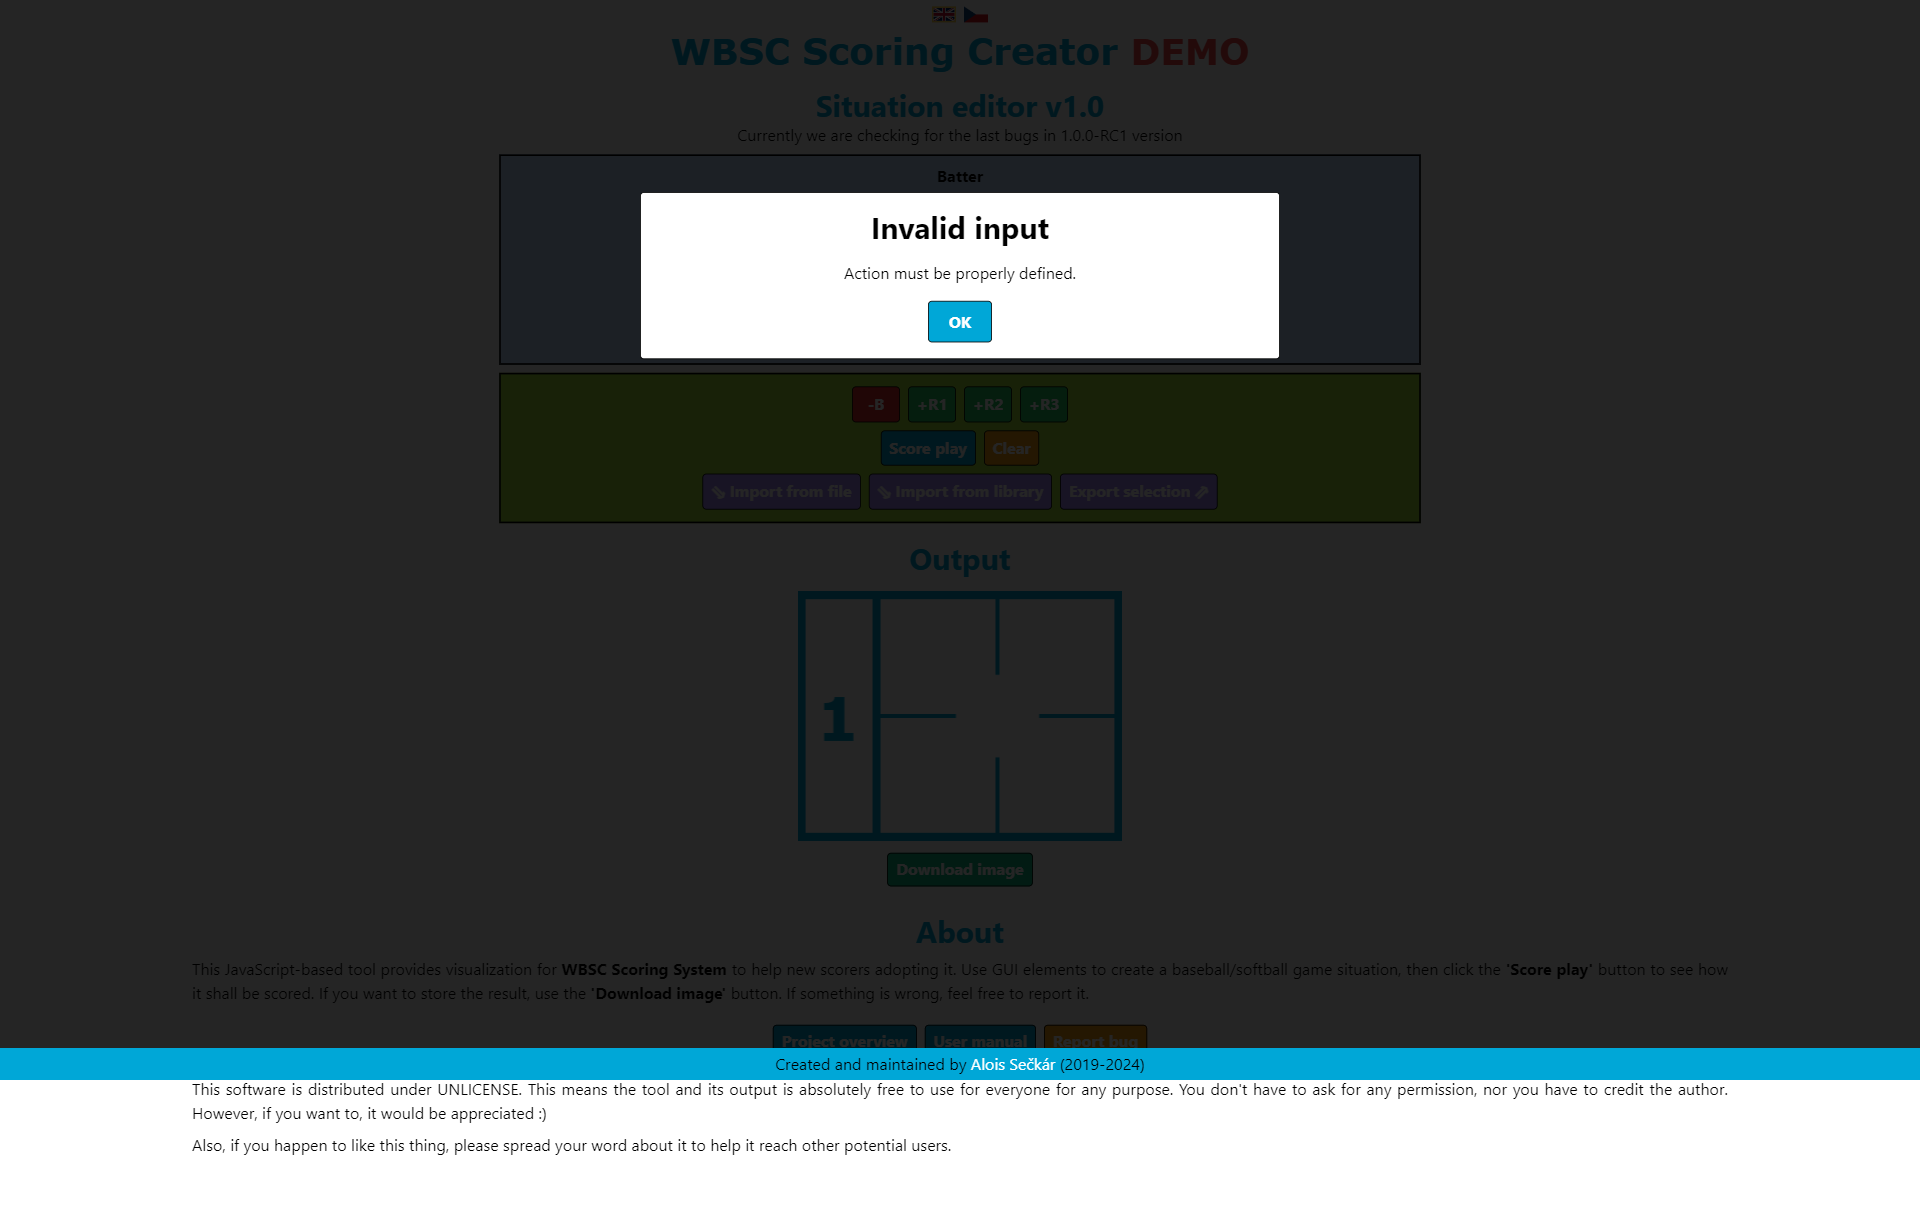 WBSC Scoring Creator DEMO
Situation editor v1.0
Currently we are checking for the last bugs in 1.0.0-RC1 version
Batter
Invalid input
Action must be properly defined.
OK
-B +R1 +R2 +R3
Score play Clear
Import from file Import from library Export selection
Output
1
Download image
About
This JavaScript-based tool provides visualization for WBSC Scoring System to help new scorers adopting it. Use GUI elements to create a baseball/softball game situation, then click the 'Score play' button to see how
it shall be scored. If you want to store the result, use the 'Download image' button. If something is wrong, feel free to report it.
Project overview User manual Report bug
Created and maintained by Alois Sečkár (2019-2024)
This software is distributed under UNLICENSE. This means the tool and its output is absolutely free to use for everyone for any purpose. You don't have to ask for any permission, nor you have to credit the author.
However, if you want to, it would be appreciated :)
Also, if you happen to like this thing, please spread your word about it to help it reach other potential users.